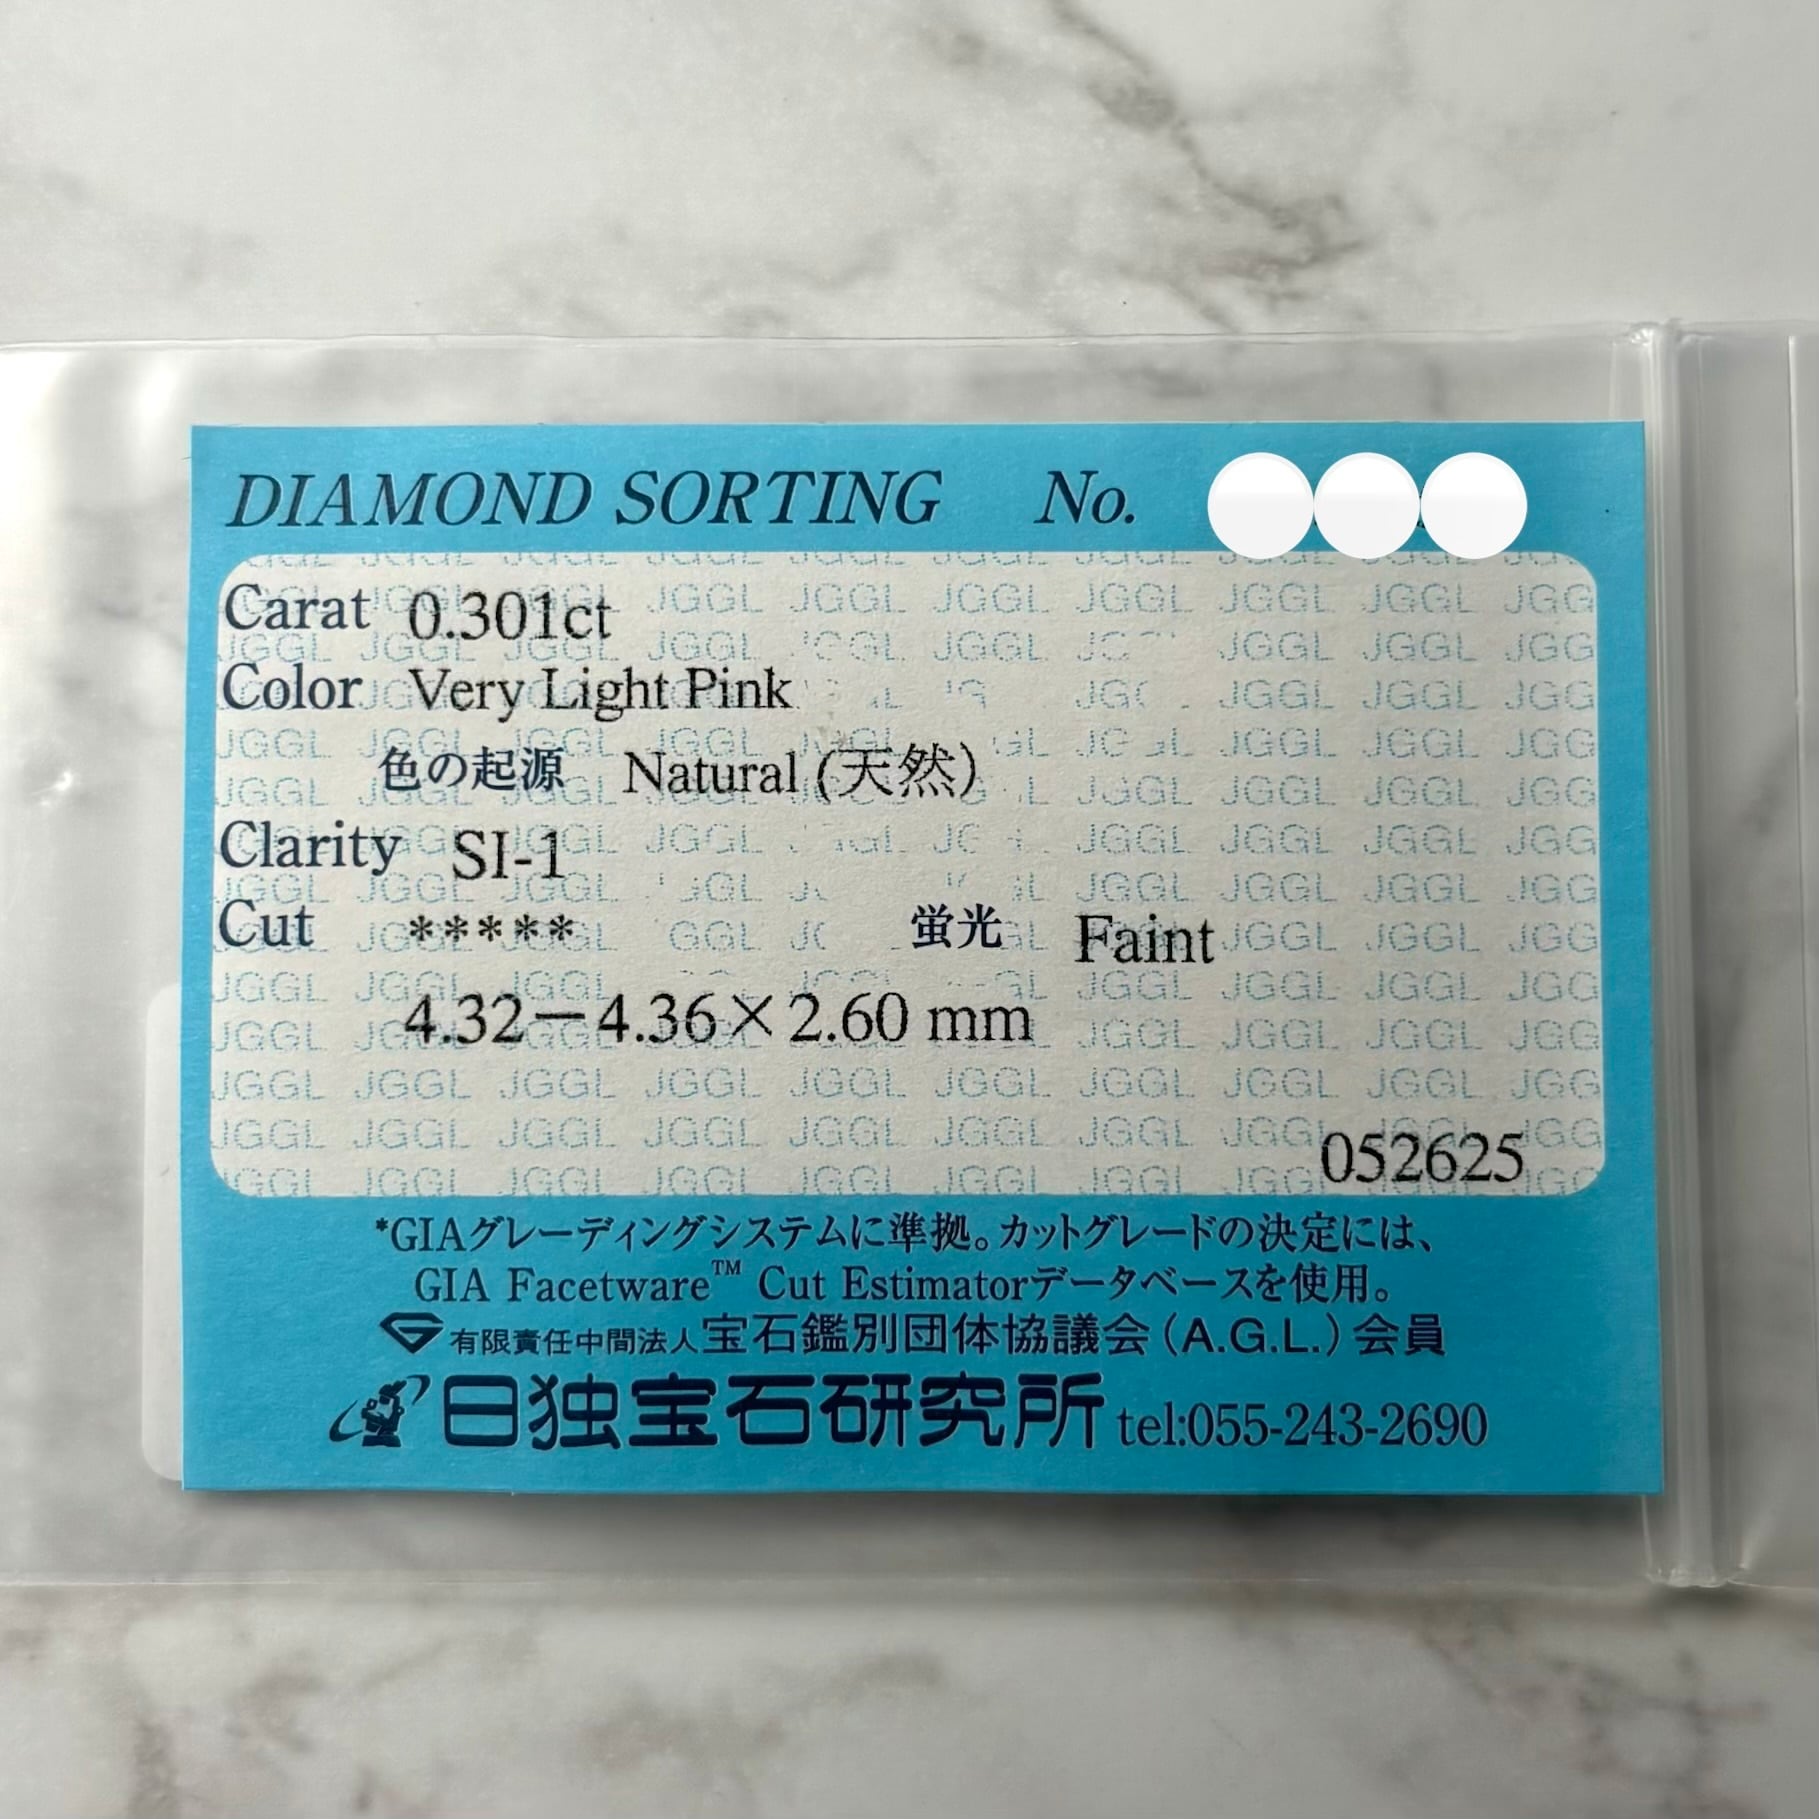 DIAMOND SORTING No.
Carat 0.301ct
Color Very Light Pink
色の起源 Natural (天然)
Clarity SI-1
Cut ***** 蛍光 Faint
4.32－4.36×2.60 mm
052625
*GIAグレーディングシステムに準拠。カットグレードの決定には、
GIA Facetware™ Cut Estimatorデータベースを使用。
有限責任中間法人宝石鑑別団体協議会（A.G.L.）会員
日独宝石研究所 tel:055-243-2690